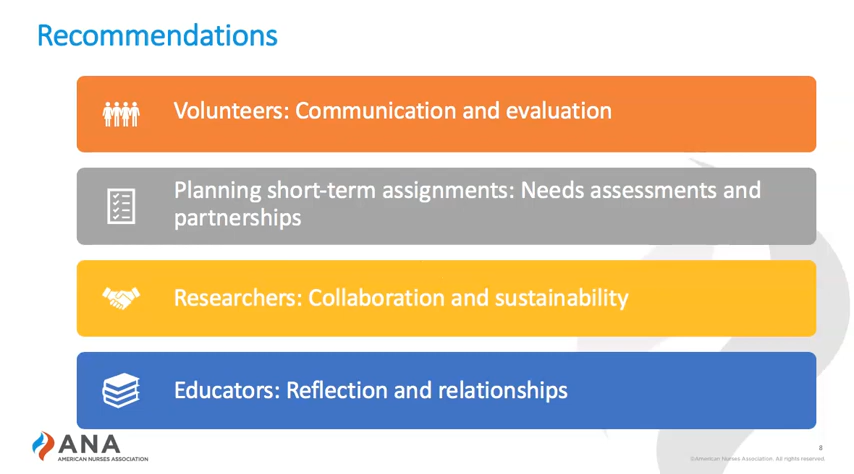 Recommendations
Volunteers: Communication and evaluation
Planning short-term assignments: Needs assessments and
partnerships
Researchers: Collaboration and sustainability
Educators: Reflection and relationships
ANA
AMERICAN NURSES ASSOCIATION
8
©American Nurses Association. All rights reserved.